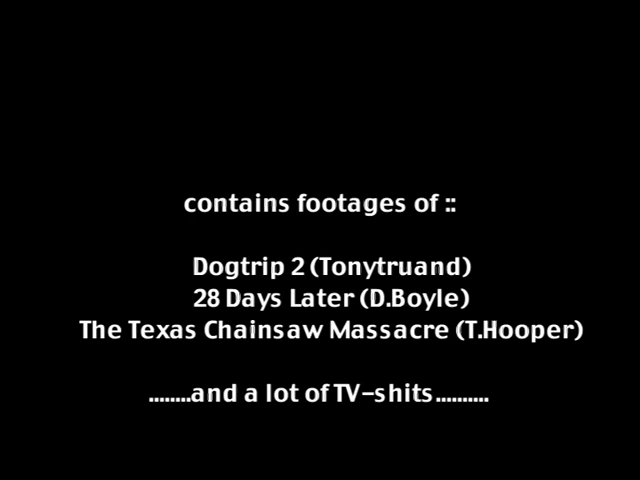 contains footages of ::
Dogtrip 2 (Tonytruand)
28 Days Later (D.Boyle)
The Texas Chainsaw Massacre (T.Hooper)
........and a lot of TV-shits..........